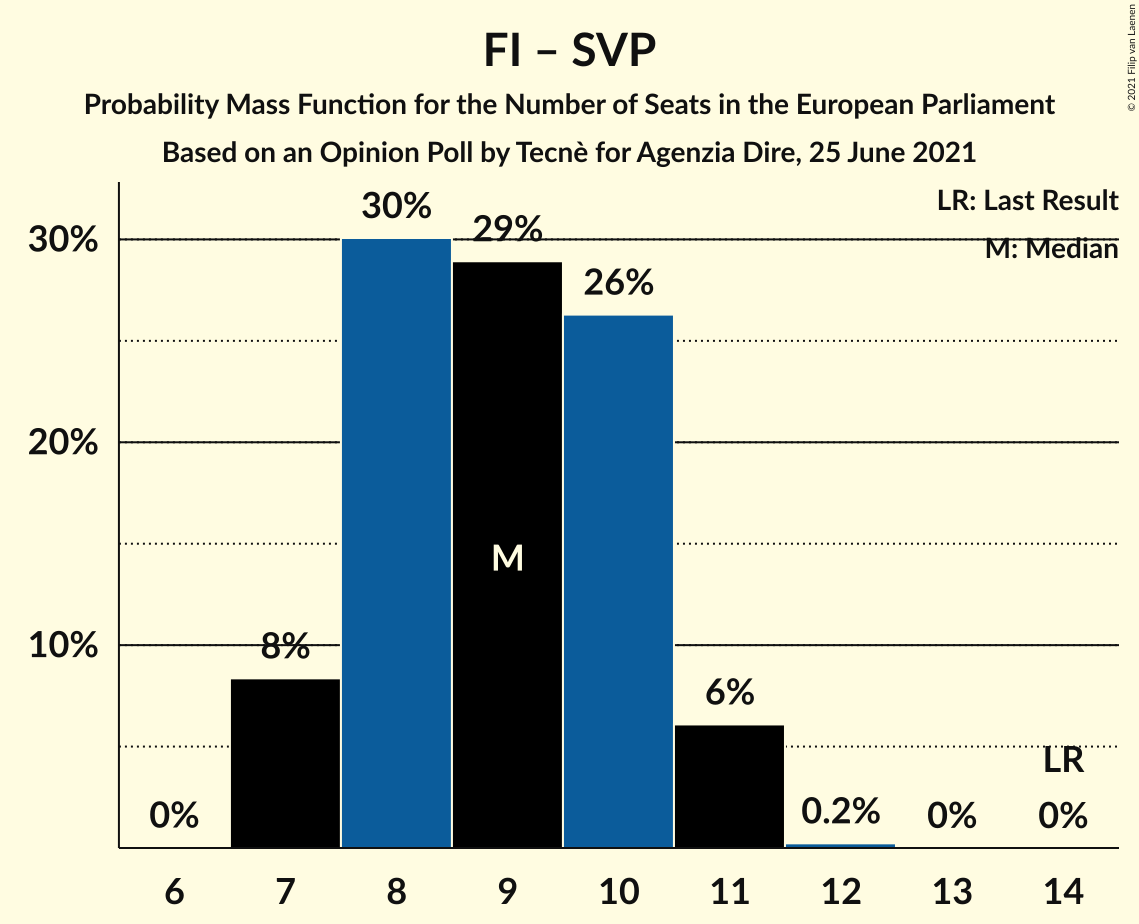 FI – SVP
Probability Mass Function for the Number of Seats in the European Parliament
Based on an Opinion Poll by Tecnè for Agenzia Dire, 25 June 2021
© 2021 Filip van Laenen
LR: Last Result
M: Median
30%
20%
10%
0%
8%
30%
29%
26%
6%
0.2%
0%
0%
M
LR
6 7 8 9 10 11 12 13 14